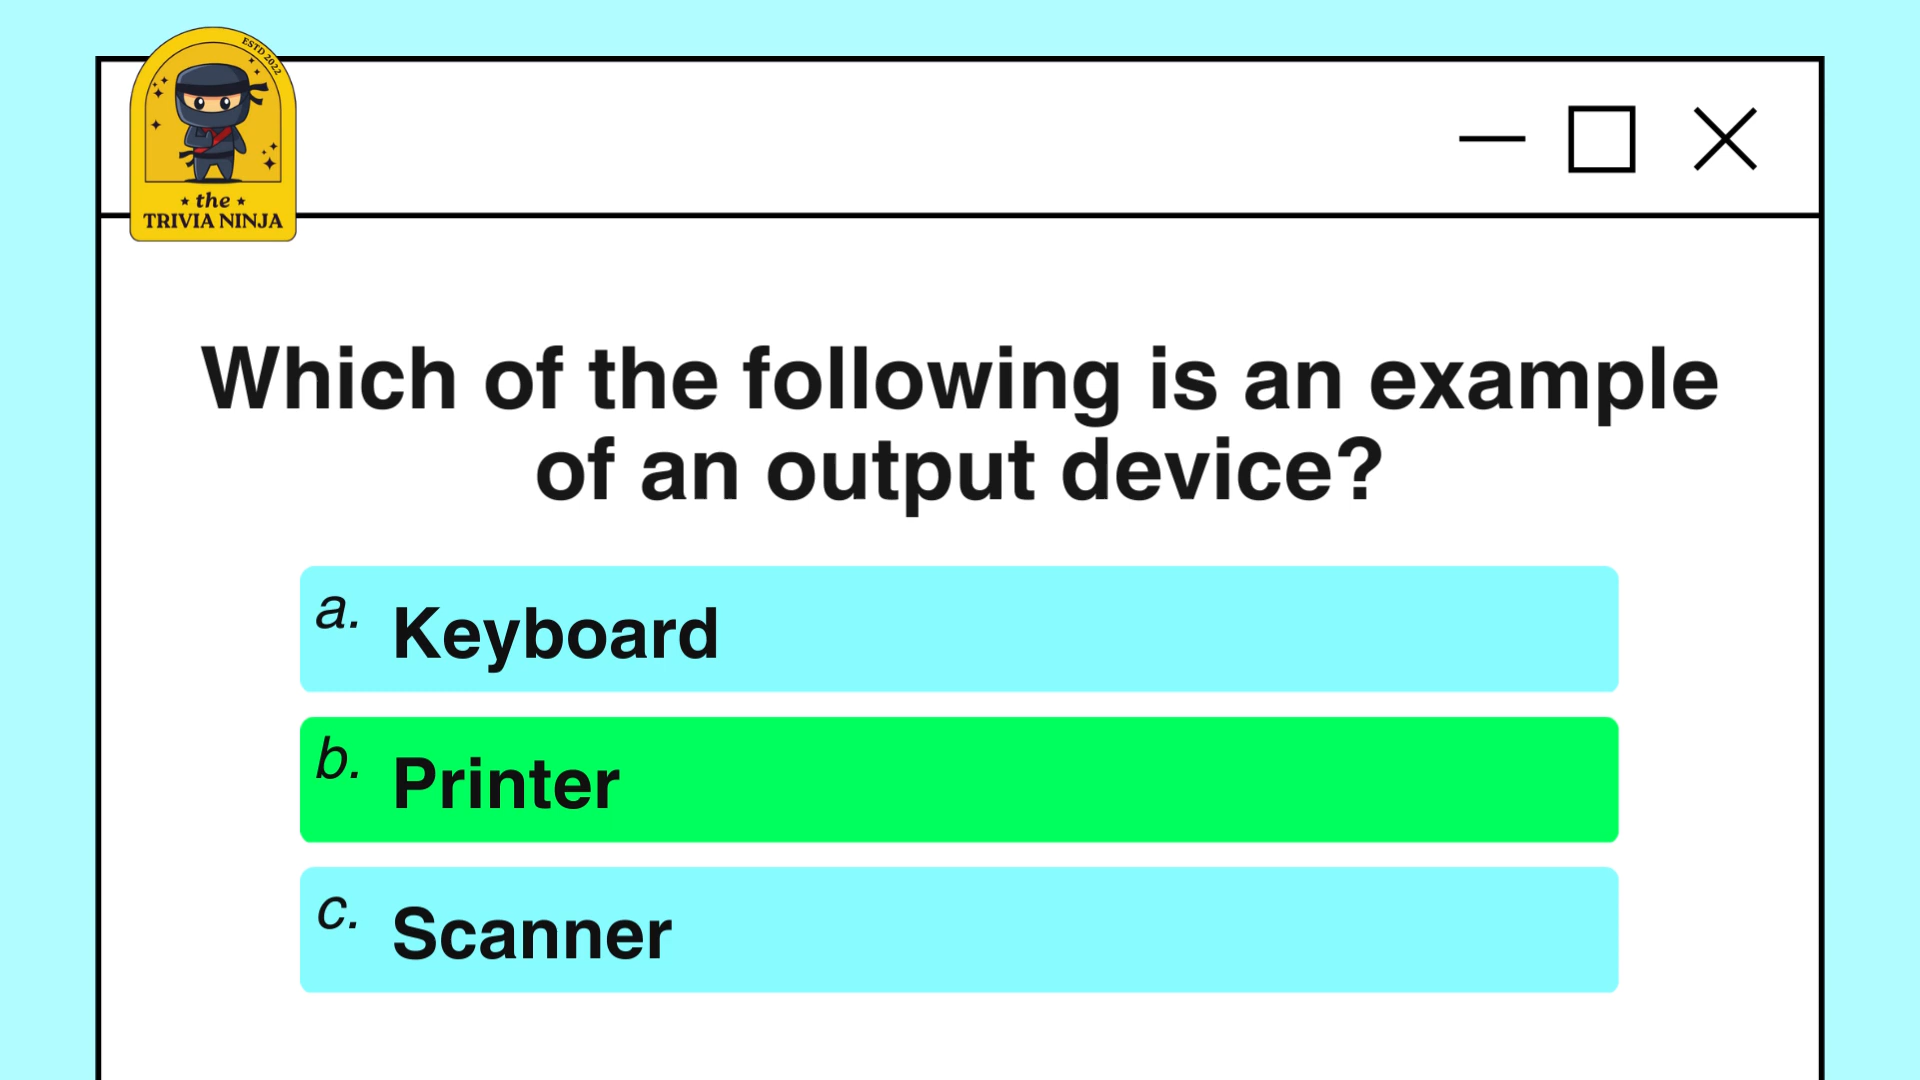 ESTD 2022
the
TRIVIA NINJA
Which of the following is an example
of an output device?
a. Keyboard
b. Printer
c. Scanner